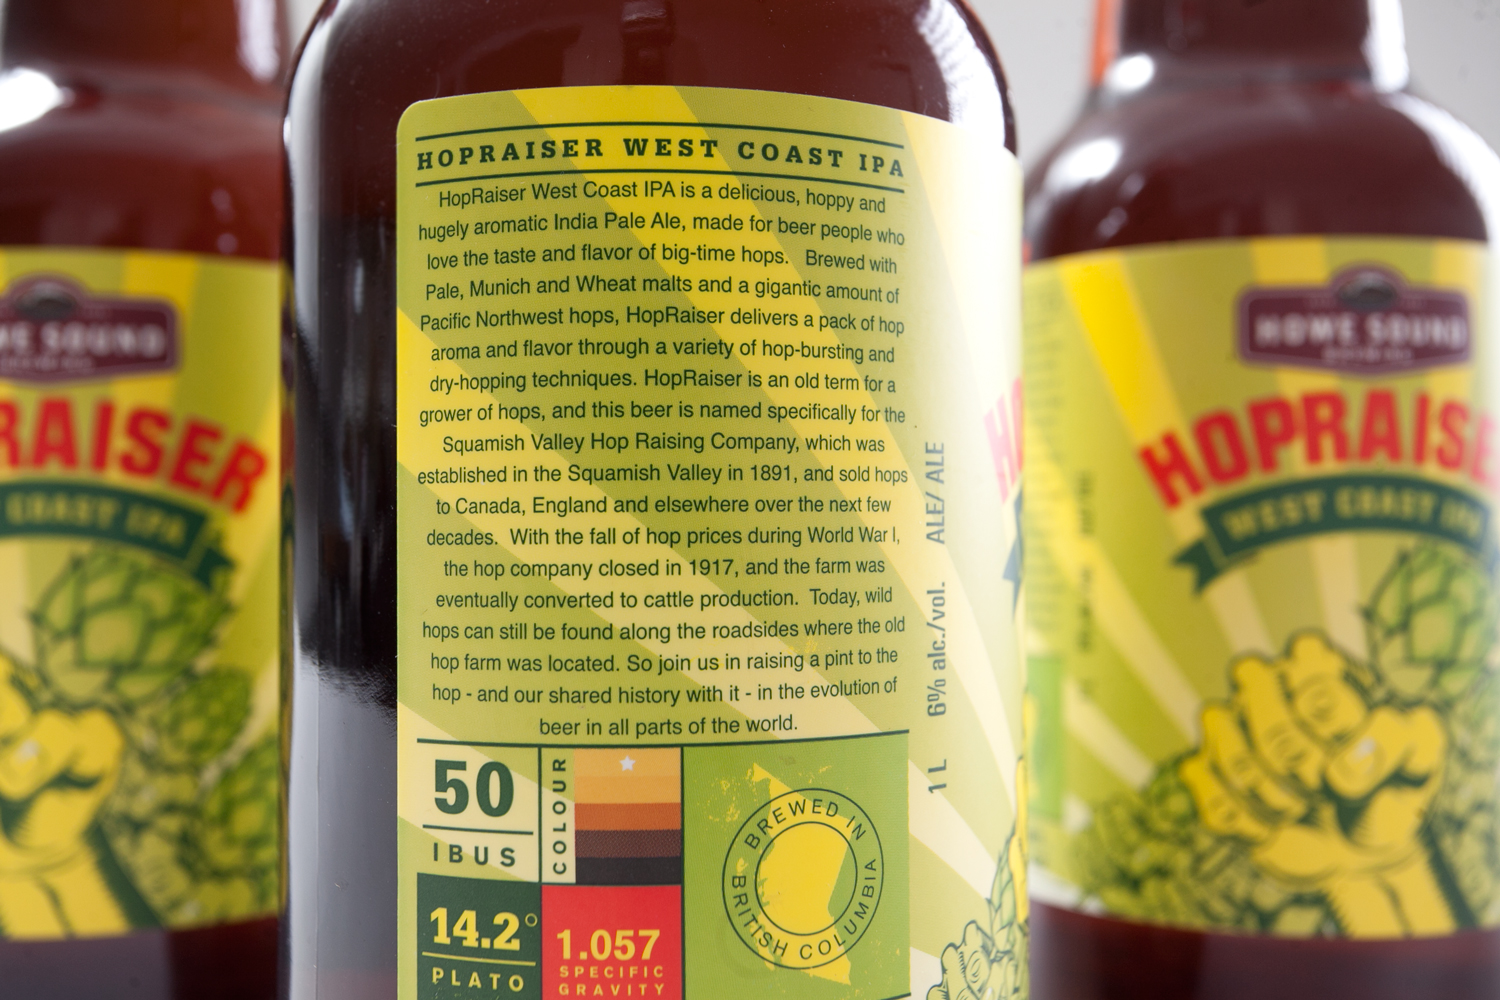 HOPRAISER WEST COAST IPA
HopRaiser West Coast IPA is a delicious, hoppy and
hugely aromatic India Pale Ale, made for beer people who
love the taste and flavor of big-time hops. Brewed with
Pale, Munich and Wheat malts and a gigantic amount of
Pacific Northwest hops, HopRaiser delivers a pack of hop
aroma and flavor through a variety of hop-bursting and
dry-hopping techniques. HopRaiser is an old term for a
grower of hops, and this beer is named specifically for the
Squamish Valley Hop Raising Company, which was
established in the Squamish Valley in 1891, and sold hops
to Canada, England and elsewhere over the next few
decades. With the fall of hop prices during World War I,
the hop company closed in 1917, and the farm was
eventually converted to cattle production. Today, wild
hops can still be found along the roadsides where the old
hop farm was located. So join us in raising a pint to the
hop - and our shared history with it - in the evolution of
beer in all parts of the world.
50
IBUS
COLOUR
14.2°
PLATO
1.057
SPECIFIC
GRAVITY
BREWED IN
BRITISH COLUMBIA
1 L 6% alc./vol. ALE/ ALE
WE SOUND
RAISER
COAST IPA
HO
HOWE SOUND
HOPRAISE
WEST COAST IPA